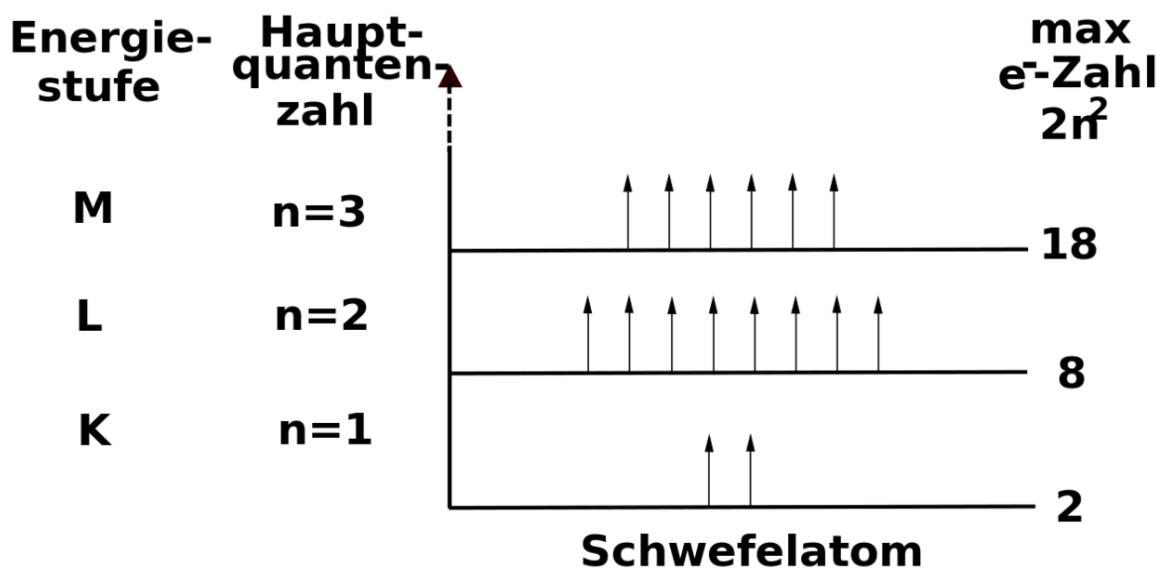 Energie-
stufe
Haupt-
quanten-
zahl
max
e⁻-Zahl
2n²
M
n=3
18
L
n=2
8
K
n=1
2
Schwefelatom